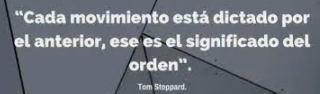 “Cada movimiento está dictado por
el anterior, ese es el significado del
orden”.
Tom Stoppard.